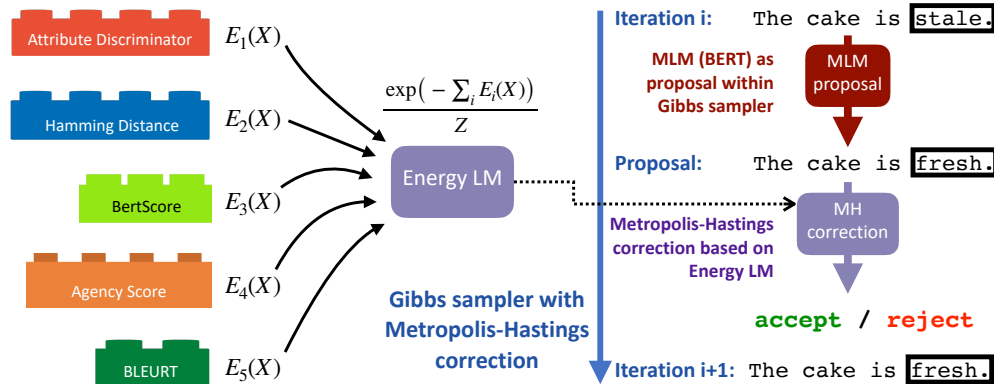 Attribute Discriminator
E₁(X)
Hamming Distance
E₂(X)
BertScore
E₃(X)
Agency Score
E₄(X)
BLEURT
E₅(X)
exp(−∑ᵢ Eᵢ(X))
Z
Energy LM
Gibbs sampler with
Metropolis-Hastings
correction
Iteration i: The cake is stale.
MLM (BERT) as
proposal within
Gibbs sampler
MLM
proposal
Proposal: The cake is fresh.
Metropolis-Hastings
correction based on
Energy LM
MH
correction
accept / reject
Iteration i+1: The cake is fresh.